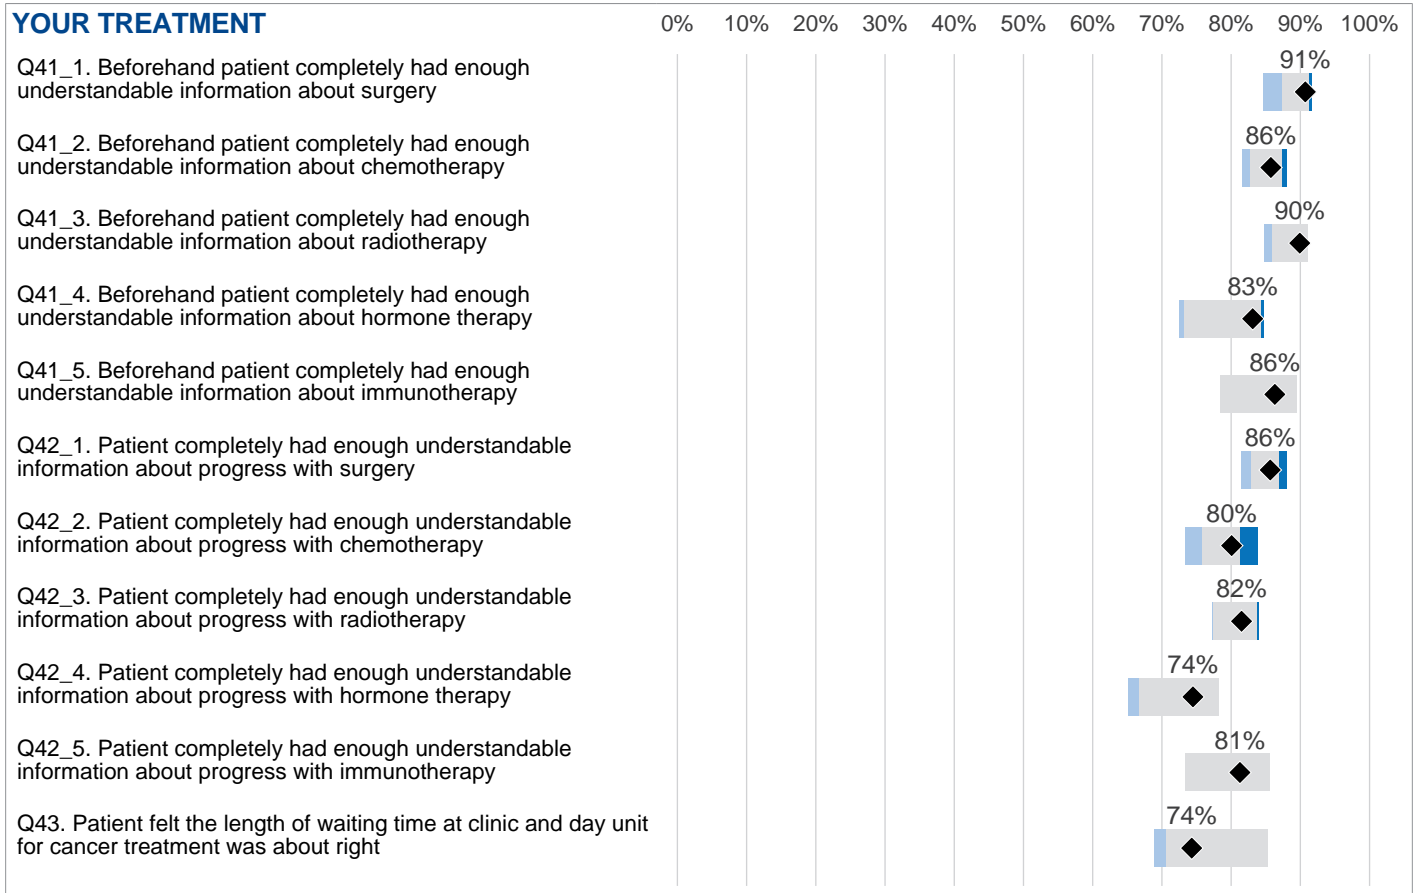 YOUR TREATMENT
0% 10% 20% 30% 40% 50% 60% 70% 80% 90% 100%
Q41_1. Beforehand patient completely had enough
understandable information about surgery
91%
Q41_2. Beforehand patient completely had enough
understandable information about chemotherapy
86%
Q41_3. Beforehand patient completely had enough
understandable information about radiotherapy
90%
Q41_4. Beforehand patient completely had enough
understandable information about hormone therapy
83%
Q41_5. Beforehand patient completely had enough
understandable information about immunotherapy
86%
Q42_1. Patient completely had enough understandable
information about progress with surgery
86%
Q42_2. Patient completely had enough understandable
information about progress with chemotherapy
80%
Q42_3. Patient completely had enough understandable
information about progress with radiotherapy
82%
Q42_4. Patient completely had enough understandable
information about progress with hormone therapy
74%
Q42_5. Patient completely had enough understandable
information about progress with immunotherapy
81%
Q43. Patient felt the length of waiting time at clinic and day unit
for cancer treatment was about right
74%